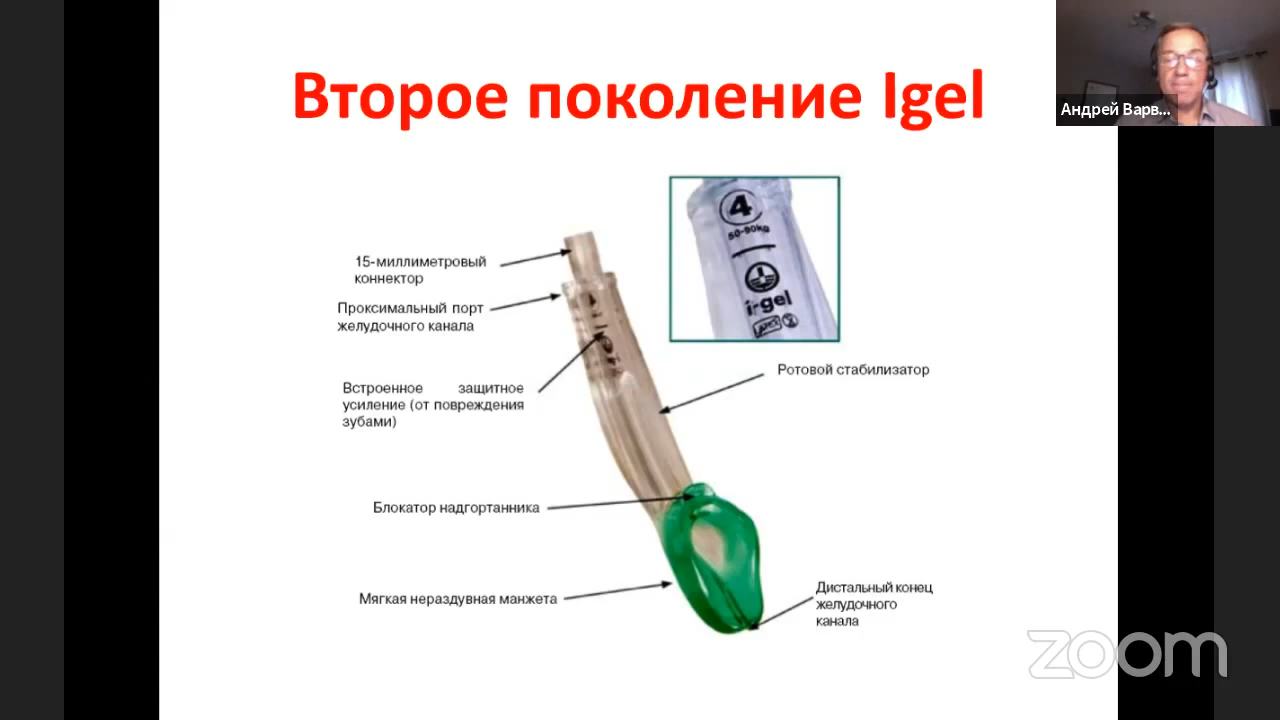 Второе поколение Igel
Андрей Варв...
4
50-90kg
i-gel
15-миллиметровый
коннектор
Проксимальный порт
желудочного канала
Ротовой стабилизатор
Встроенное защитное
усиление (от повреждения
зубами)
Блокатор надгортанника
Мягкая нераздувная манжета
Дистальный конец
желудочного
канала
zoom